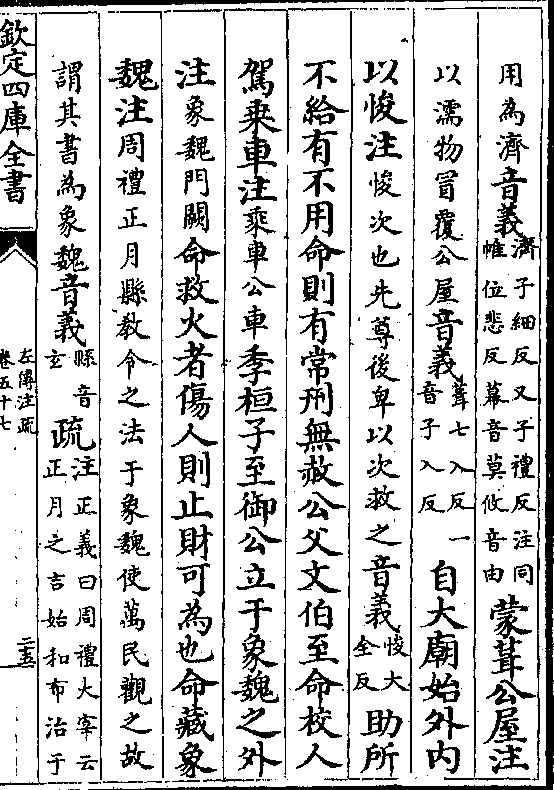 用為濟音義濟子細反又子禮反注同帷位悲反幕音莫攸音由蒙葺公屋注
以濡物冒覆公屋音義葺七入反一音子入反自大廟始外内
以悛注悛次也先尊後卑以次救之音義悛大全反助所
不給有不用命則有常刑無赦公父文伯至命校人
駕乗車注乗車公車季桓子至御公立于象魏之外
注象魏門闕命救火者傷人則止財可為也命藏象
魏注周禮正月縣教令之法于象魏使萬民觀之故
謂其書為象魏音義縣音玄疏注正義曰周禮大宰云正月之吉始和布治于
欽定四庫全書
左傳注疏
卷五十七
二五